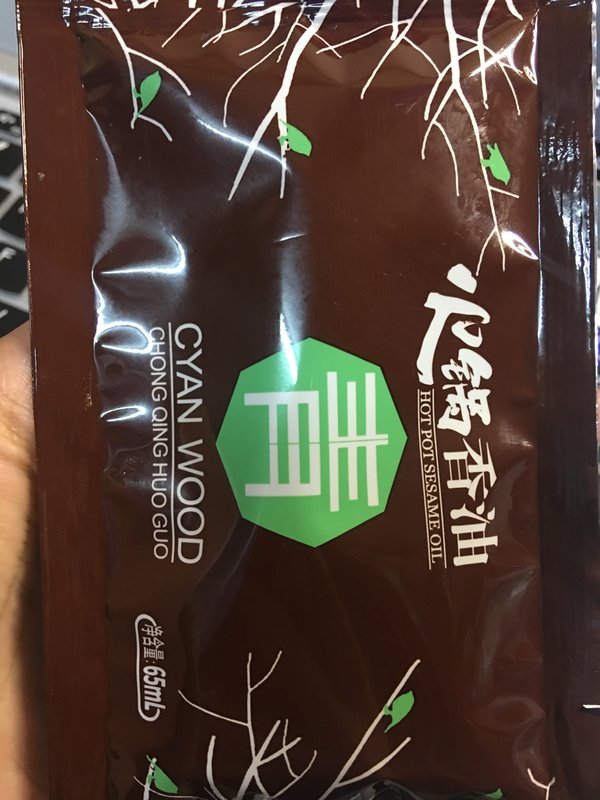 火锅香油
HOT POT SESAME OIL
青
CYAN WOOD
CHONG QING HUO GUO
净含量:65mL